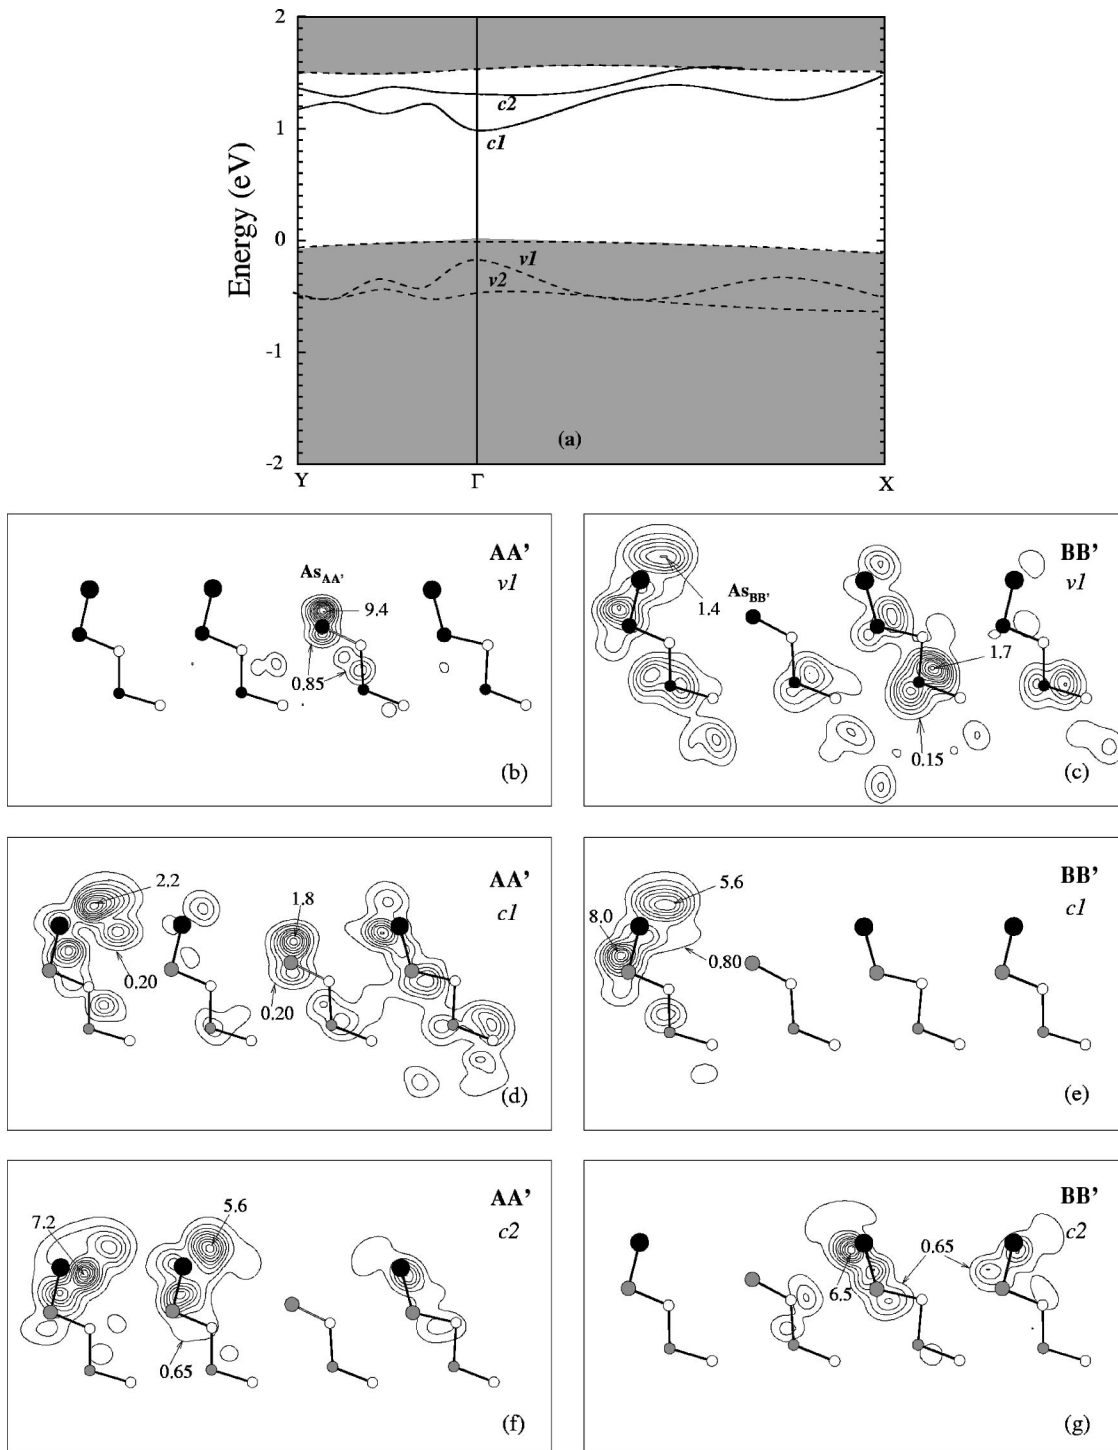 2
1
0
-1
-2
Energy (eV)
c2
c1
v1
v2
(a)
Y
Γ
X
AA’
v1
AsAA’
9.4
0.85
(b)
BB’
v1
AsBB’
1.4
1.7
0.15
(c)
AA’
c1
2.2
1.8
0.20
0.20
(d)
BB’
c1
5.6
8.0
0.80
(e)
AA’
c2
7.2
5.6
0.65
(f)
BB’
c2
0.65
6.5
(g)